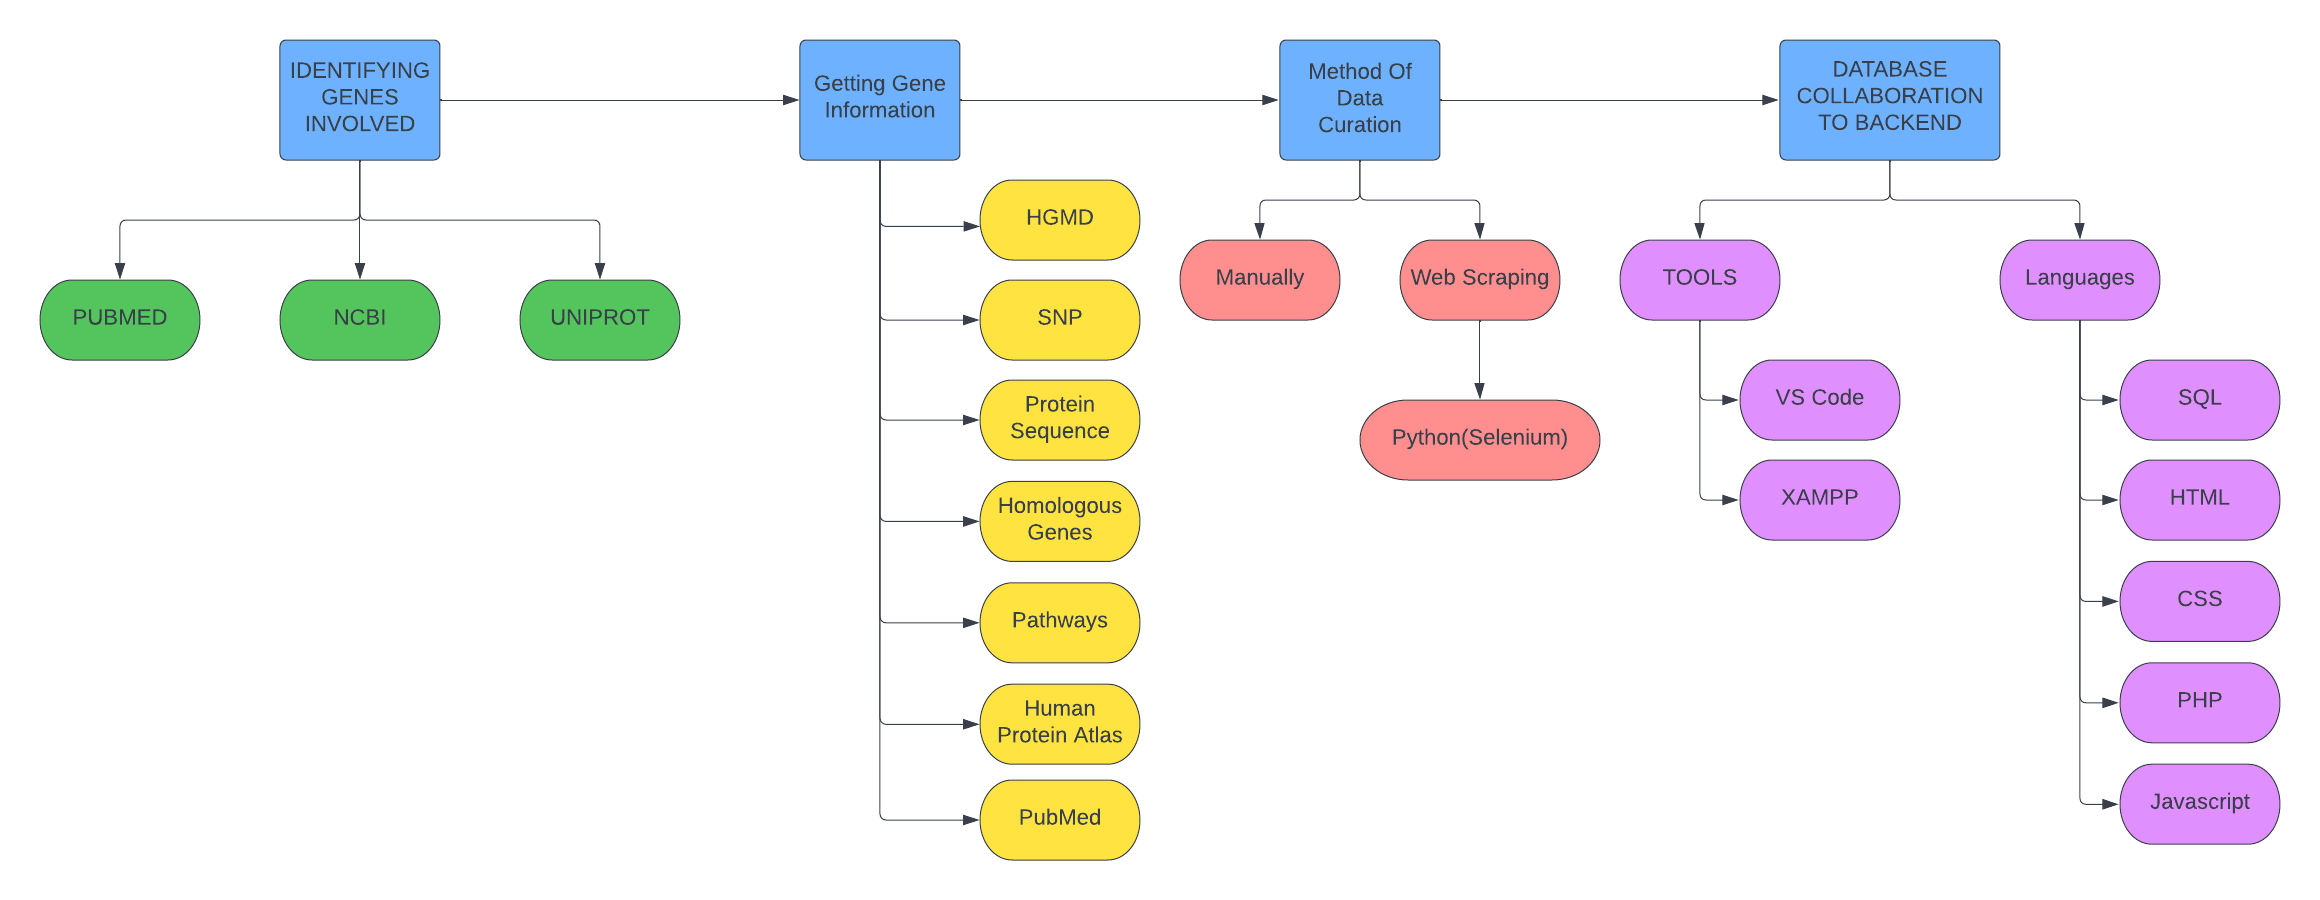 IDENTIFYING
GENES
INVOLVED
Getting Gene
Information
Method Of
Data
Curation
DATABASE
COLLABORATION
TO BACKEND
PUBMED
NCBI
UNIPROT
HGMD
SNP
Protein
Sequence
Homologous
Genes
Pathways
Human
Protein Atlas
PubMed
Manually
Web Scraping
Python(Selenium)
TOOLS
VS Code
XAMPP
Languages
SQL
HTML
CSS
PHP
Javascript